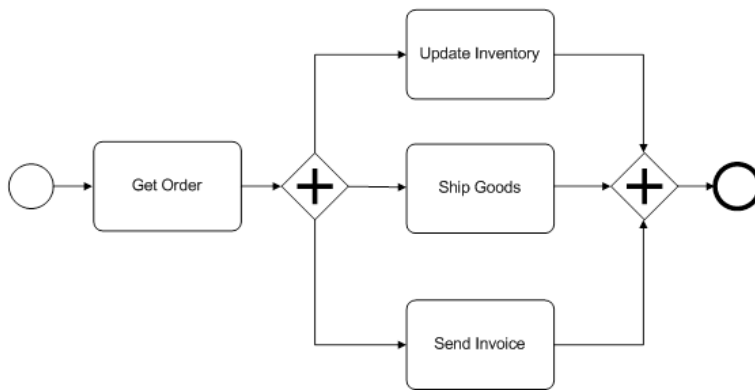 Update Inventory
Get Order
Ship Goods
Send Invoice